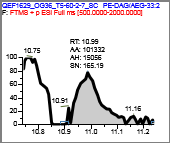 QEF1629_OG36_T5-60-2-7_SC PE-DAG/AEG-33:2
F: FTMS + p ESI Full ms [500.0000-2000.0000]
10.75
RT: 10.99
AA: 101332
AH: 15056
SN: 165.19
10.91
11.16
100
80
60
40
20
0
10.8 10.9 11.0 11.1 11.2